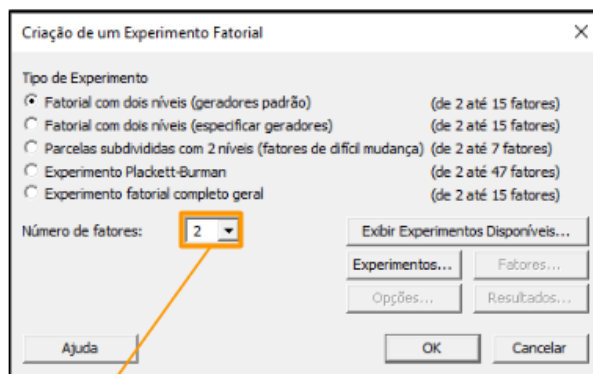 Criação de um Experimento Fatorial
Tipo de Experimento
Fatorial com dois níveis (geradores padrão) (de 2 até 15 fatores)
Fatorial com dois níveis (especificar geradores) (de 2 até 15 fatores)
Parcelas subdivididas com 2 níveis (fatores de difícil mudança) (de 2 até 7 fatores)
Experimento Plackett-Burman (de 2 até 47 fatores)
Experimento fatorial completo geral (de 2 até 15 fatores)
Número de fatores: 2 Exibir Experimentos Disponíveis...
Experimentos... Fatores...
Opções... Resultados...
Ajuda OK Cancelar